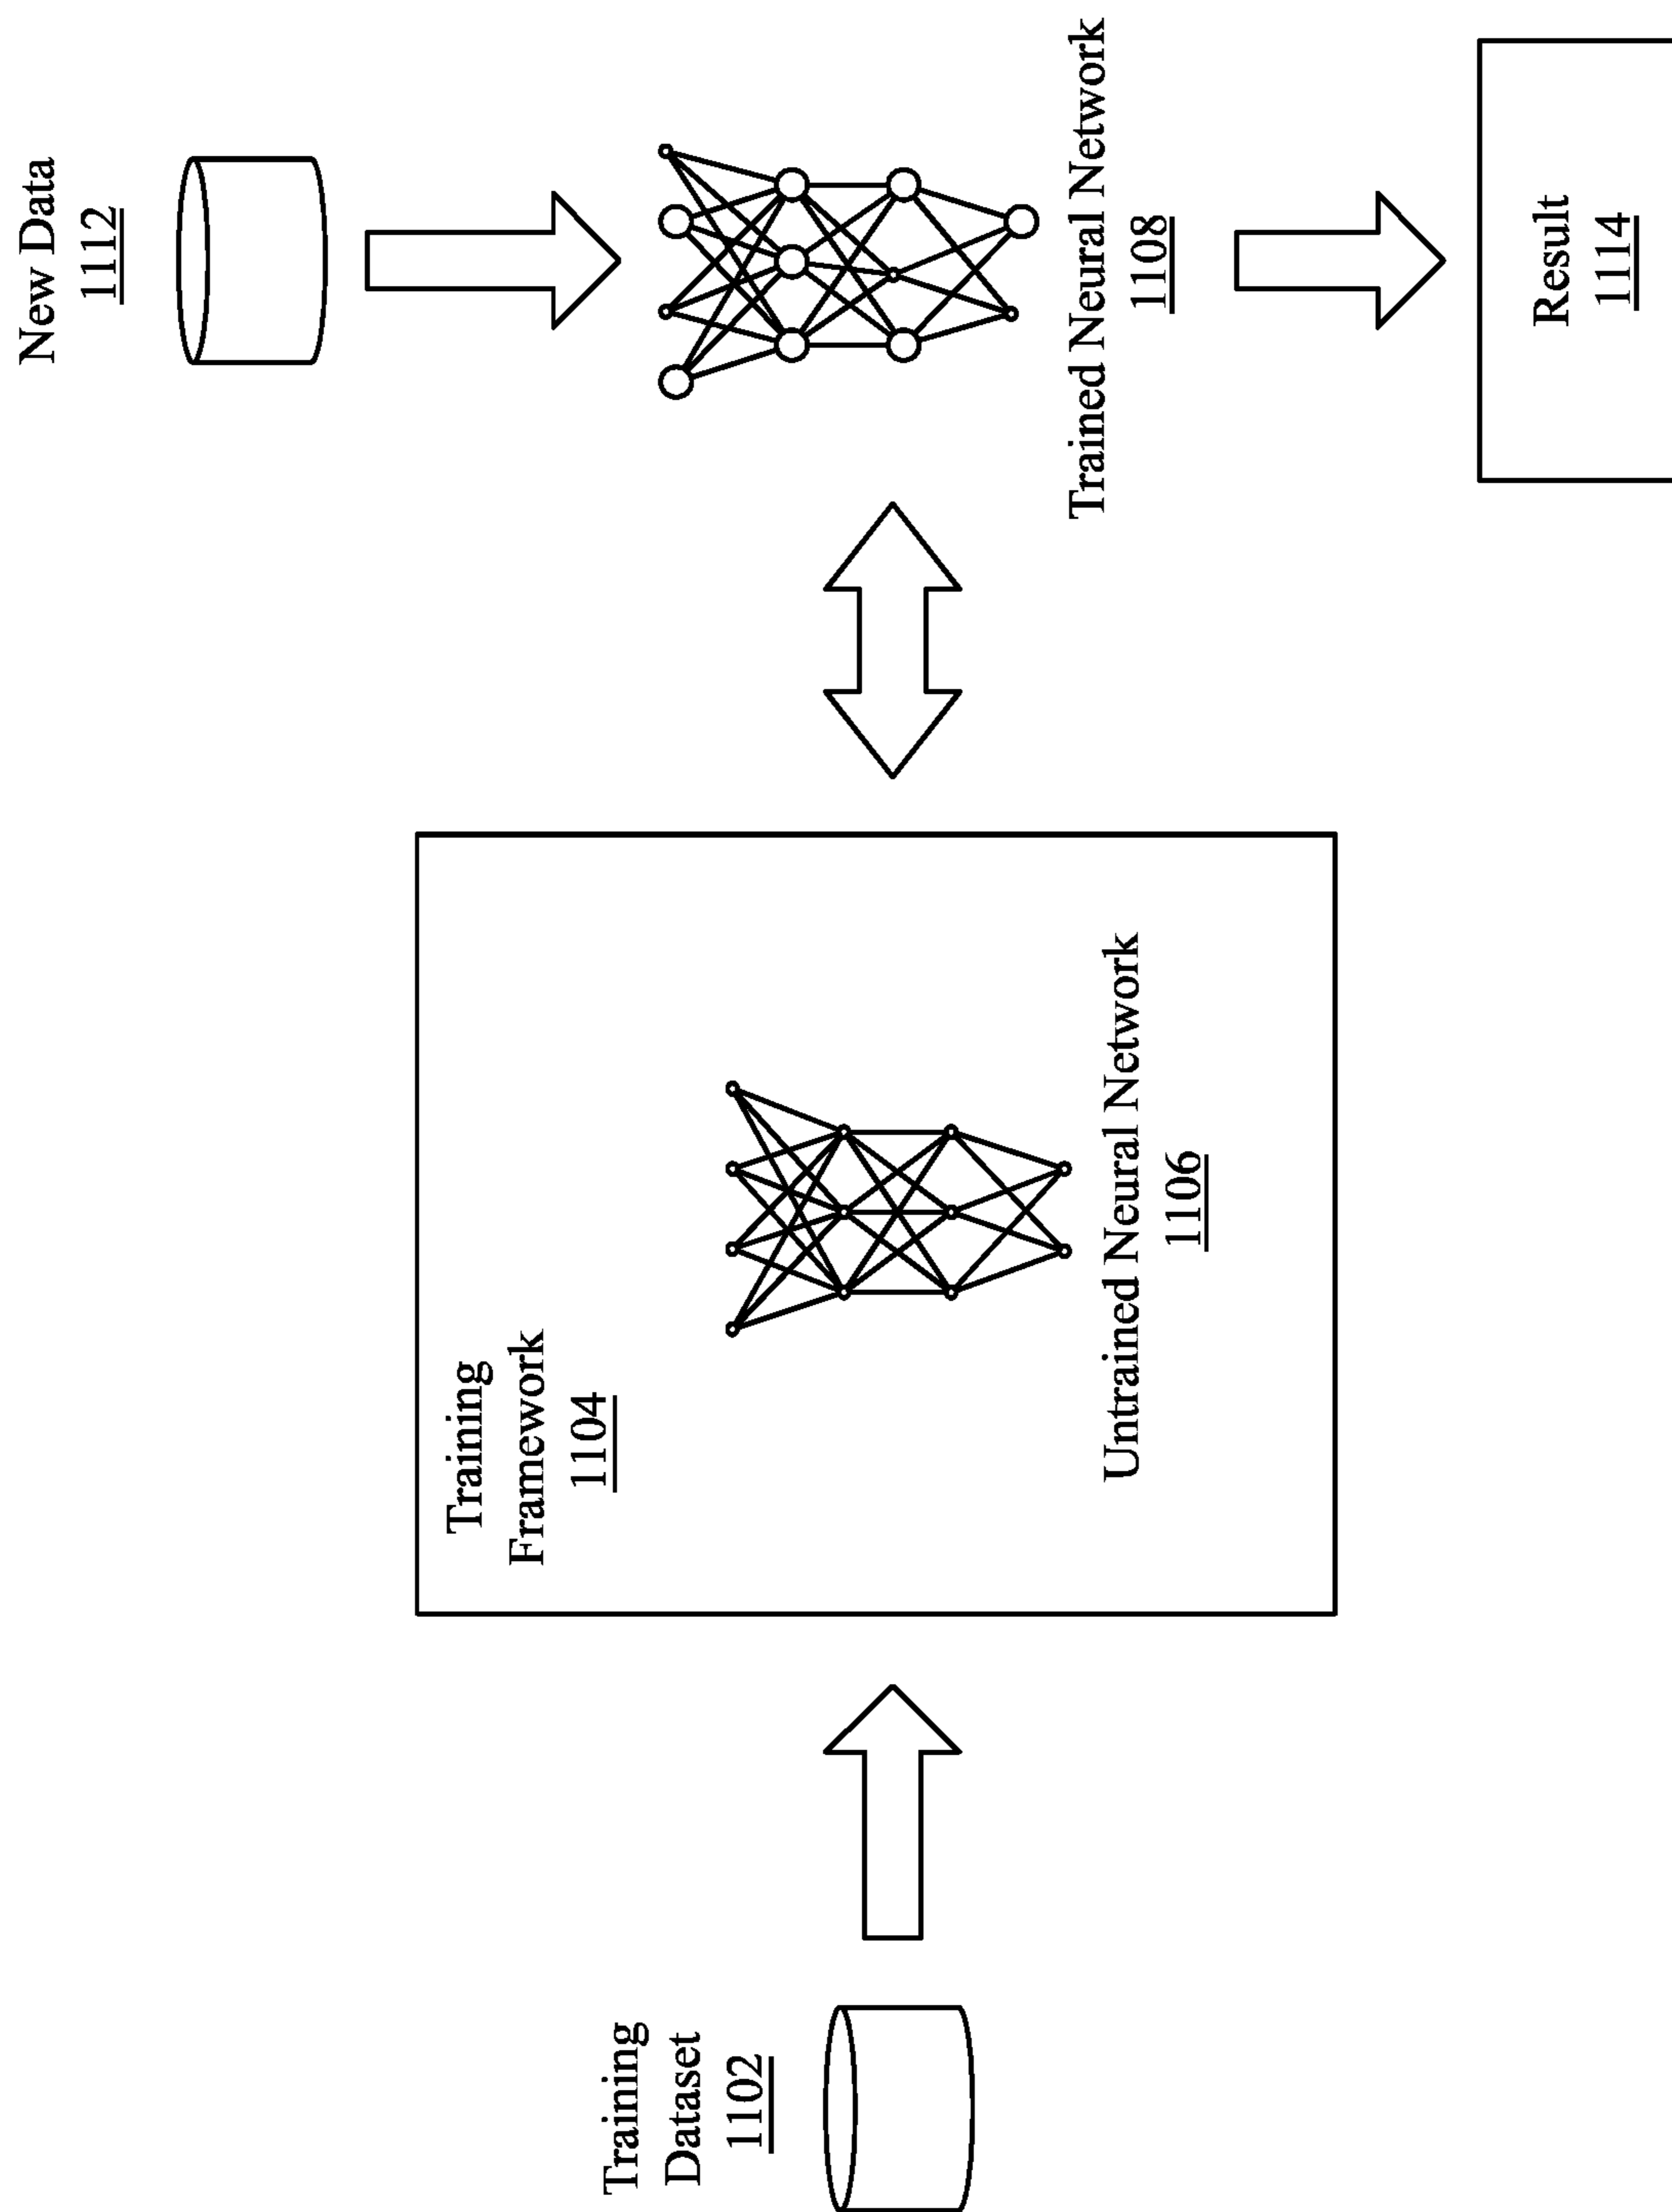 Training
Dataset
1102
Training
Framework
1104
Untrained Neural Network
1106
New Data
1112
Trained Neural Network
1108
Result
1114